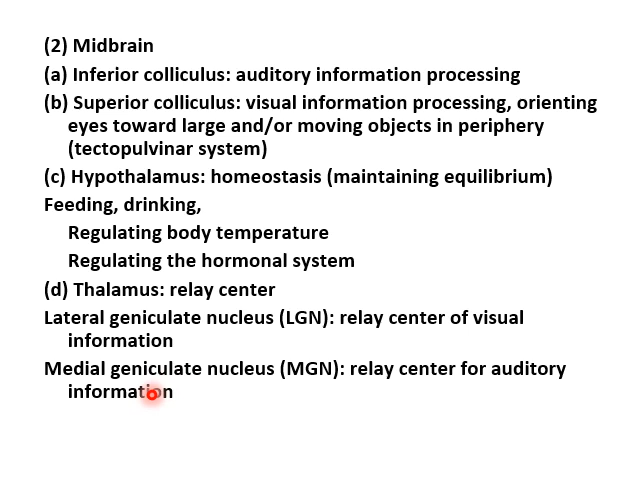 (2) Midbrain
(a) Inferior colliculus: auditory information processing
(b) Superior colliculus: visual information processing, orienting
eyes toward large and/or moving objects in periphery
(tectopulvinar system)
(c) Hypothalamus: homeostasis (maintaining equilibrium)
Feeding, drinking,
Regulating body temperature
Regulating the hormonal system
(d) Thalamus: relay center
Lateral geniculate nucleus (LGN): relay center of visual
information
Medial geniculate nucleus (MGN): relay center for auditory
information